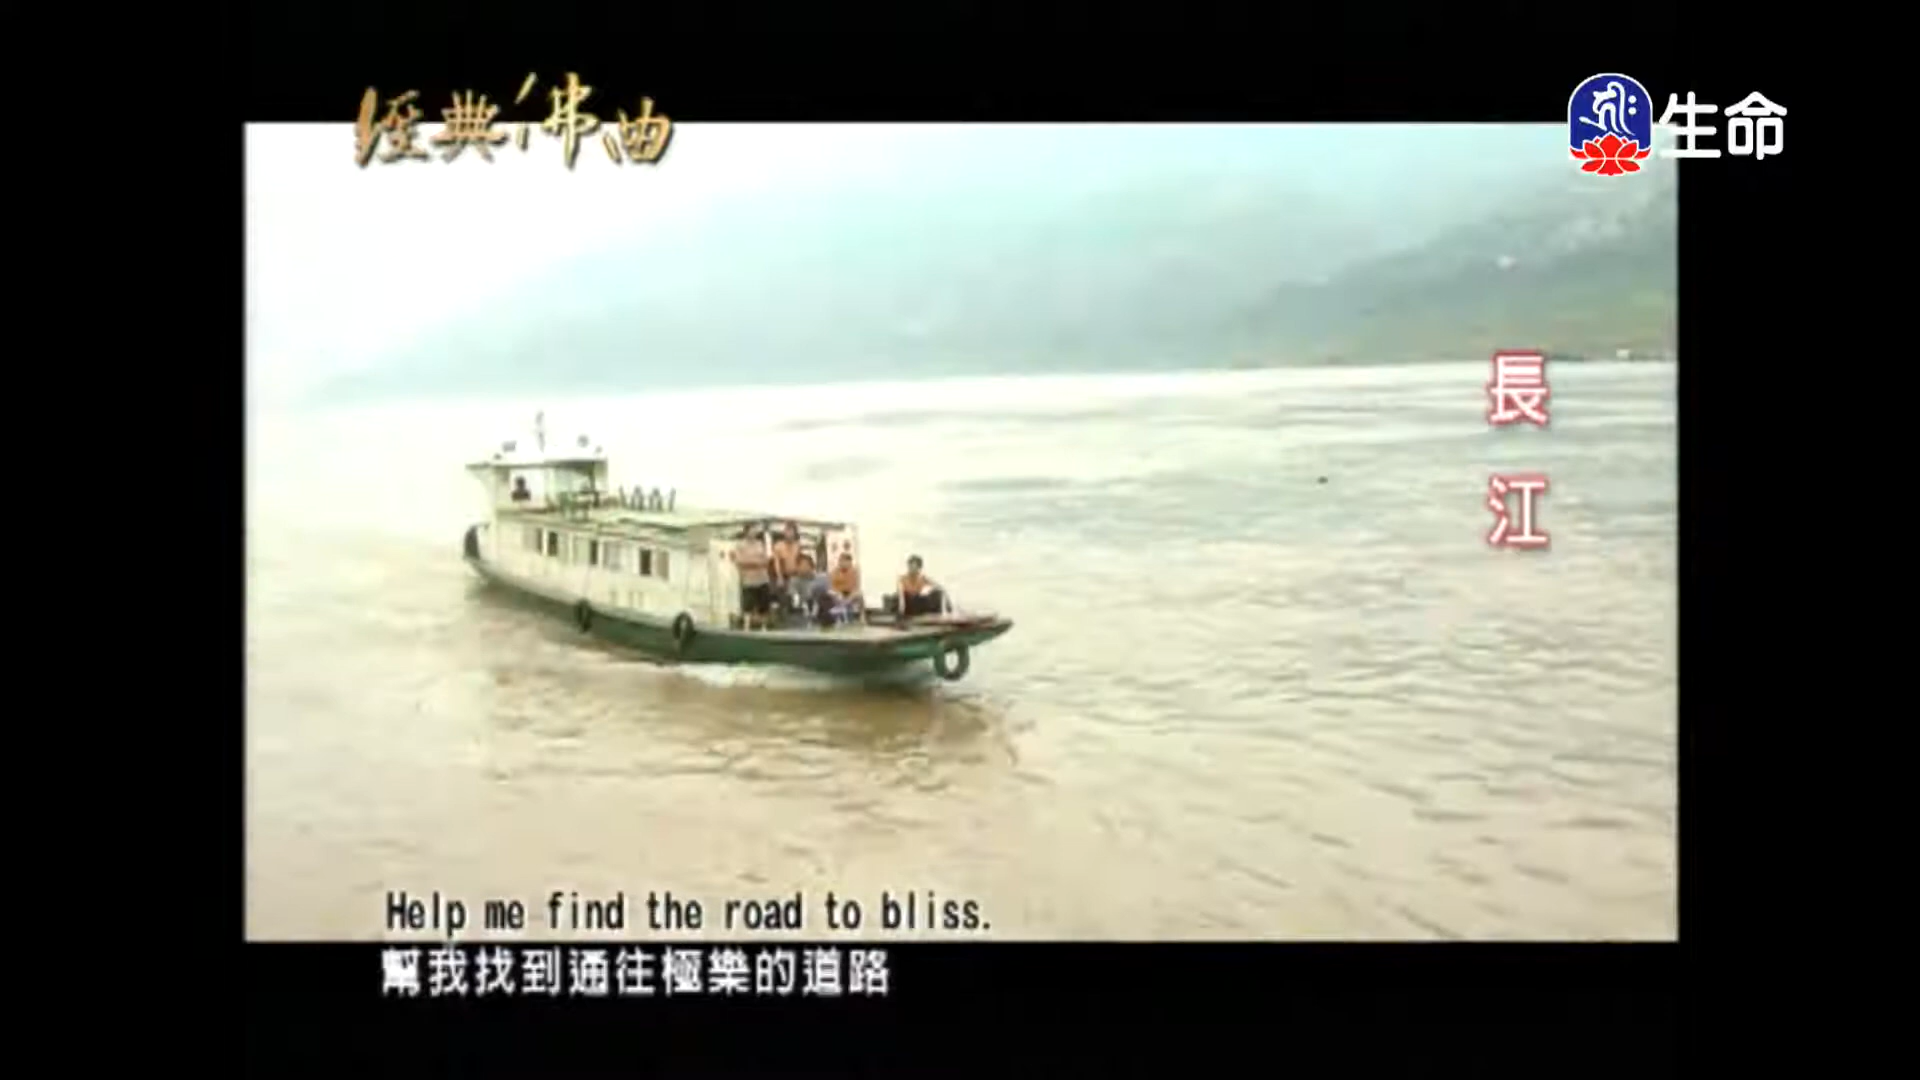 經典佛曲
生命
長江
Help me find the road to bliss.
幫我找到通往極樂的道路